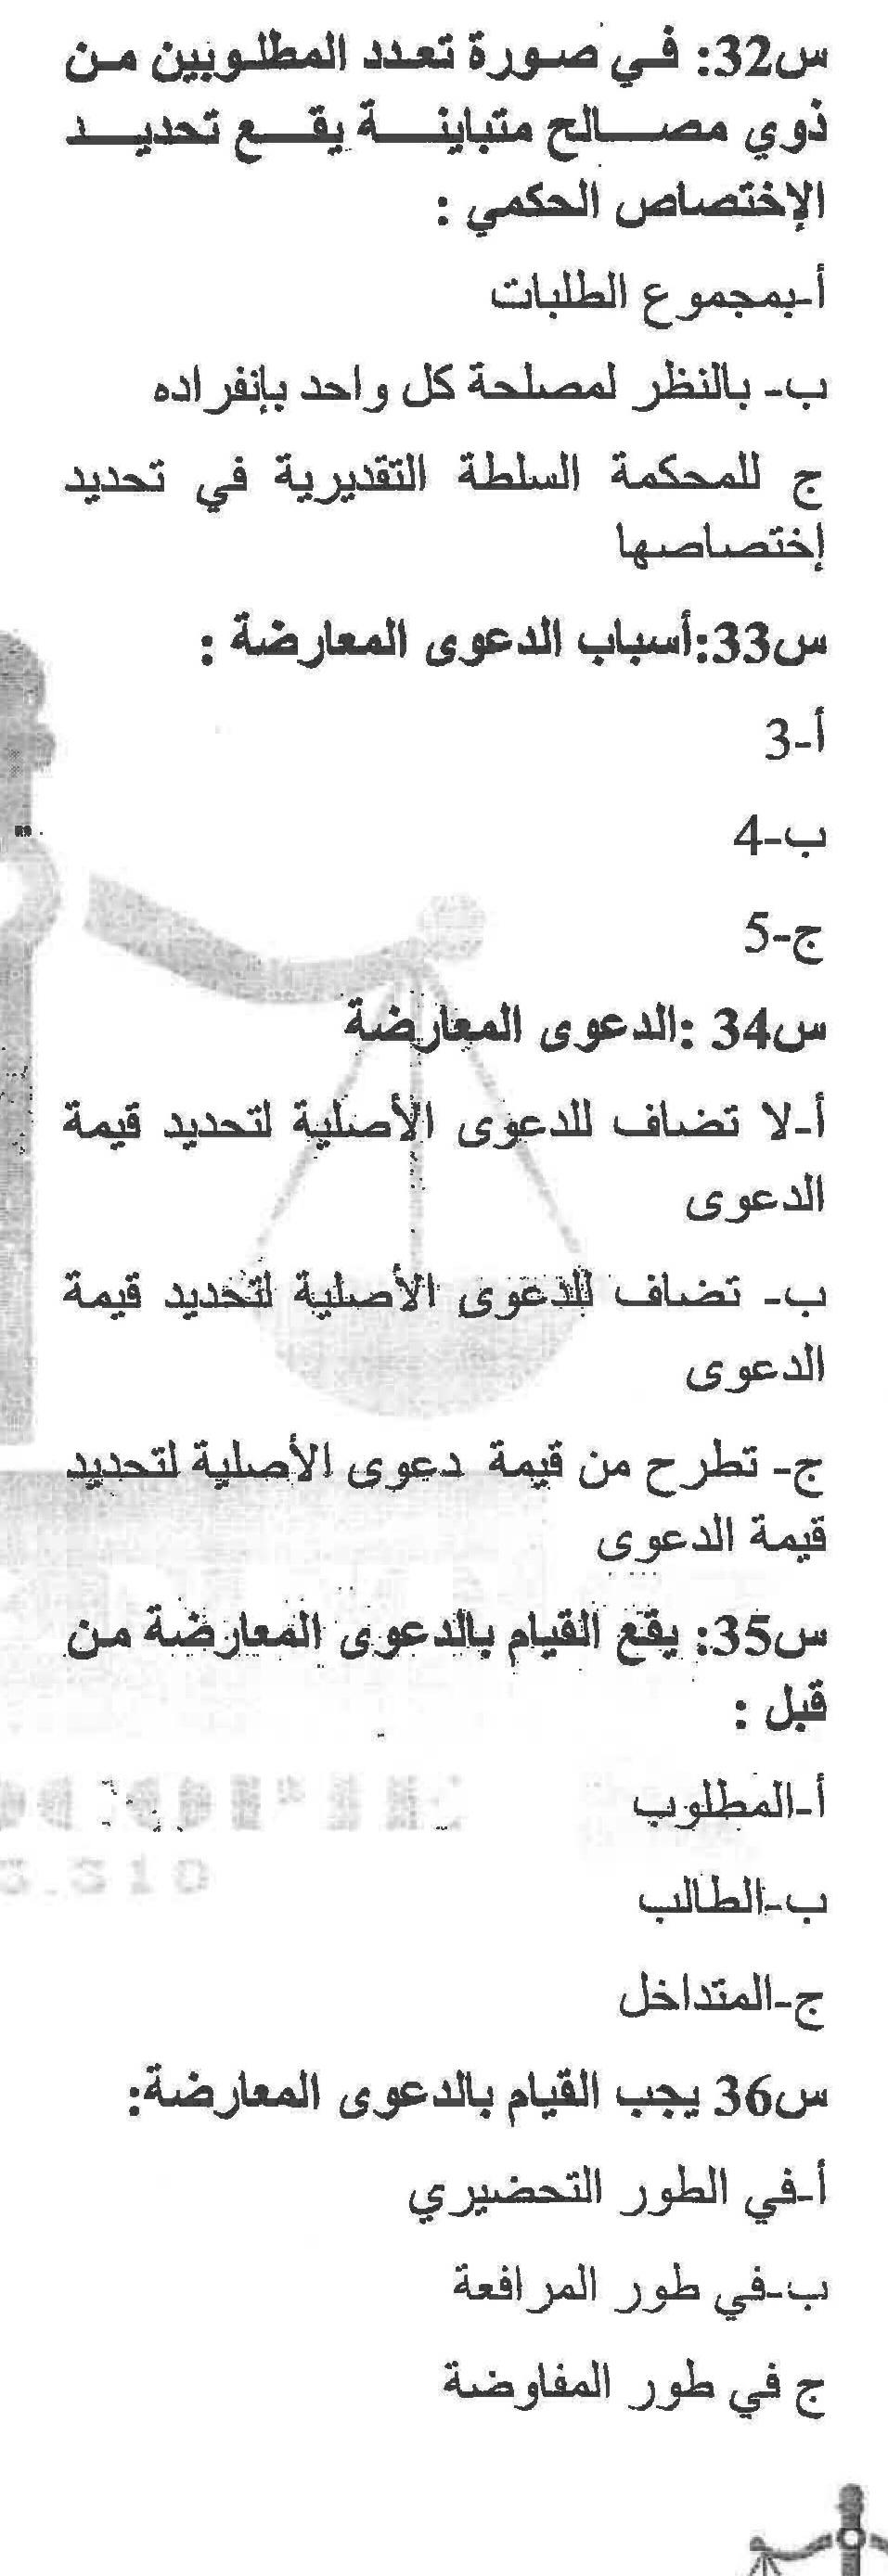 س32: في صورة تعدد المطلوبين من
ذوي مصالح متباينة يقع تحديد
الإختصاص الحكمي :
أ-بمجموع الطلبات
ب- بالنظر لمصلحة كل واحد بإنفراده
ج للمحكمة السلطة التقديرية في تحديد
إختصاصها
س33:أسباب الدعوى المعارضة :
أ-3
ب-4
ج-5
س34 :الدعوى المعارضة
أ-لا تضاف للدعوى الأصلية لتحديد قيمة
الدعوى
ب- تضاف للدعوى الأصلية لتحديد قيمة
الدعوى
ج- تطرح من قيمة دعوى الأصلية لتحديد
قيمة الدعوى
س35: يقع القيام بالدعوى المعارضة من
قبل :
أ-المطلوب
ب-الطالب
ج-المتداخل
س36 يجب القيام بالدعوى المعارضة:
أ-في الطور التحضيري
ب-في طور المرافعة
ج في طور المفاوضة